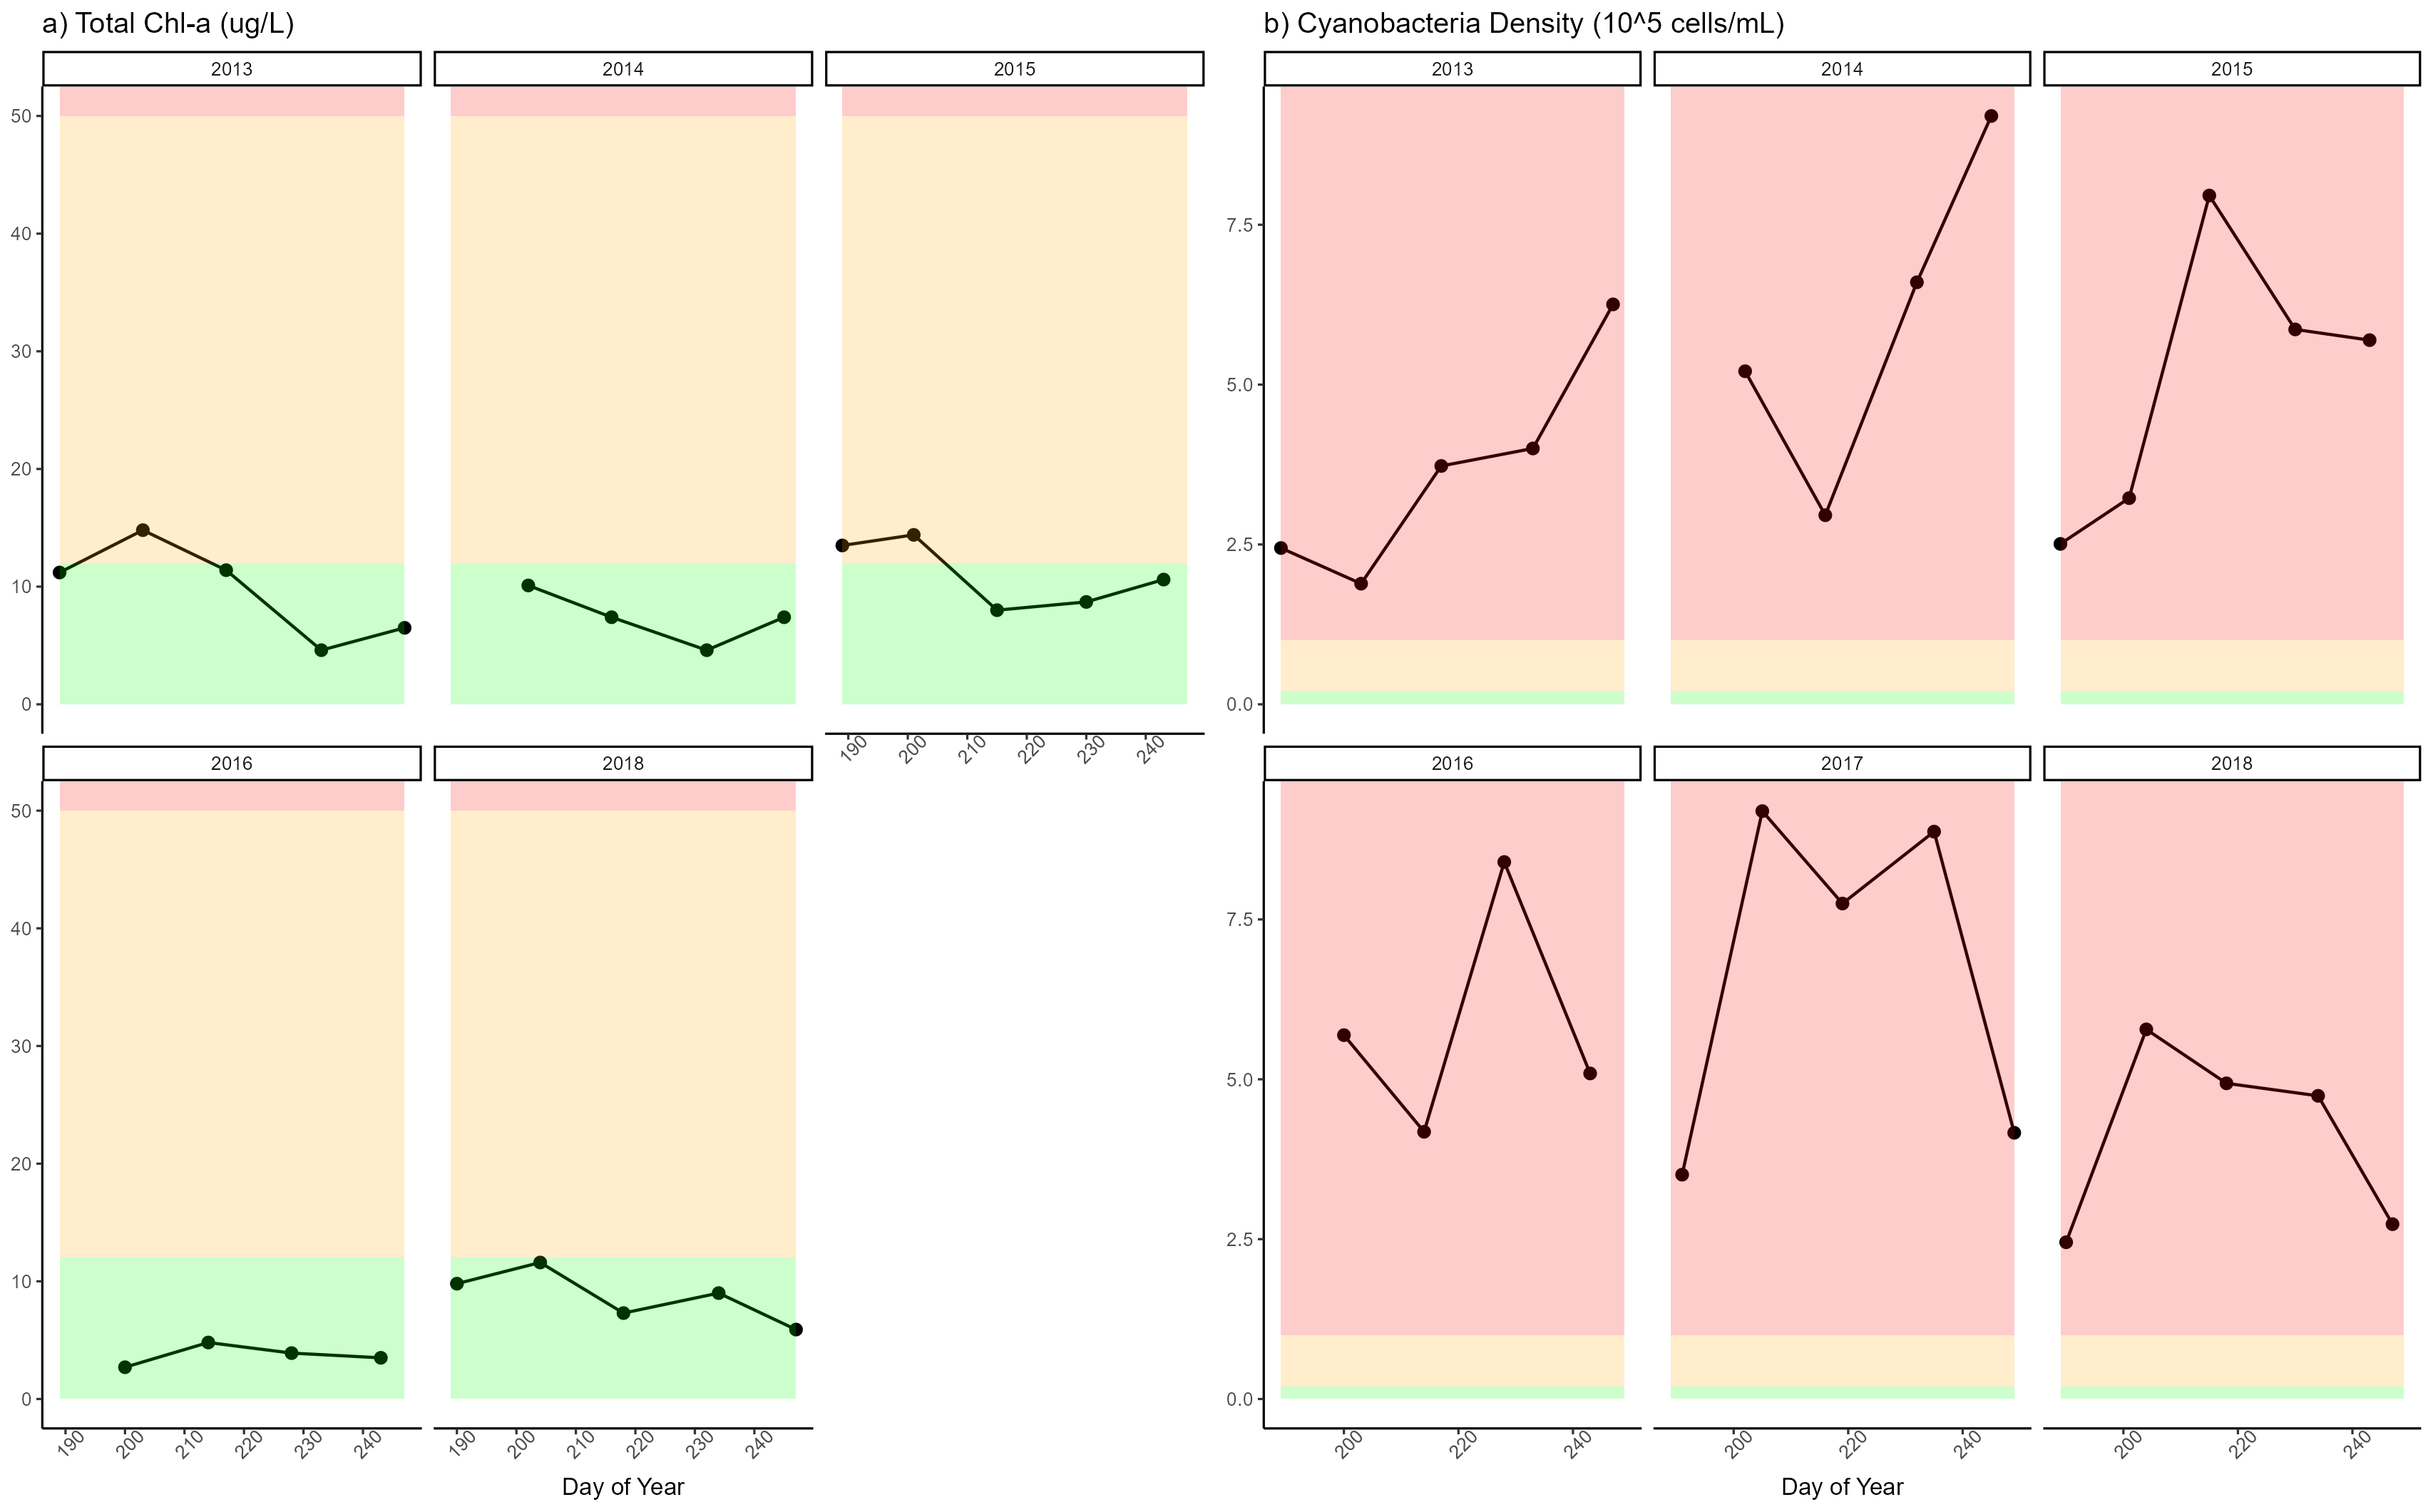 a) Total Chl-a (ug/L)
2013 2014 2015
50
40
30
20
10
0
190 200 210 220 230 240
2016 2018
50
40
30
20
10
0
190 200 210 220 230 240 190 200 210 220 230 240
Day of Year
b) Cyanobacteria Density (10^5 cells/mL)
2013 2014 2015
7.5
5.0
2.5
0.0
2016 2017 2018
7.5
5.0
2.5
0.0
200 220 240 200 220 240 200 220 240
Day of Year